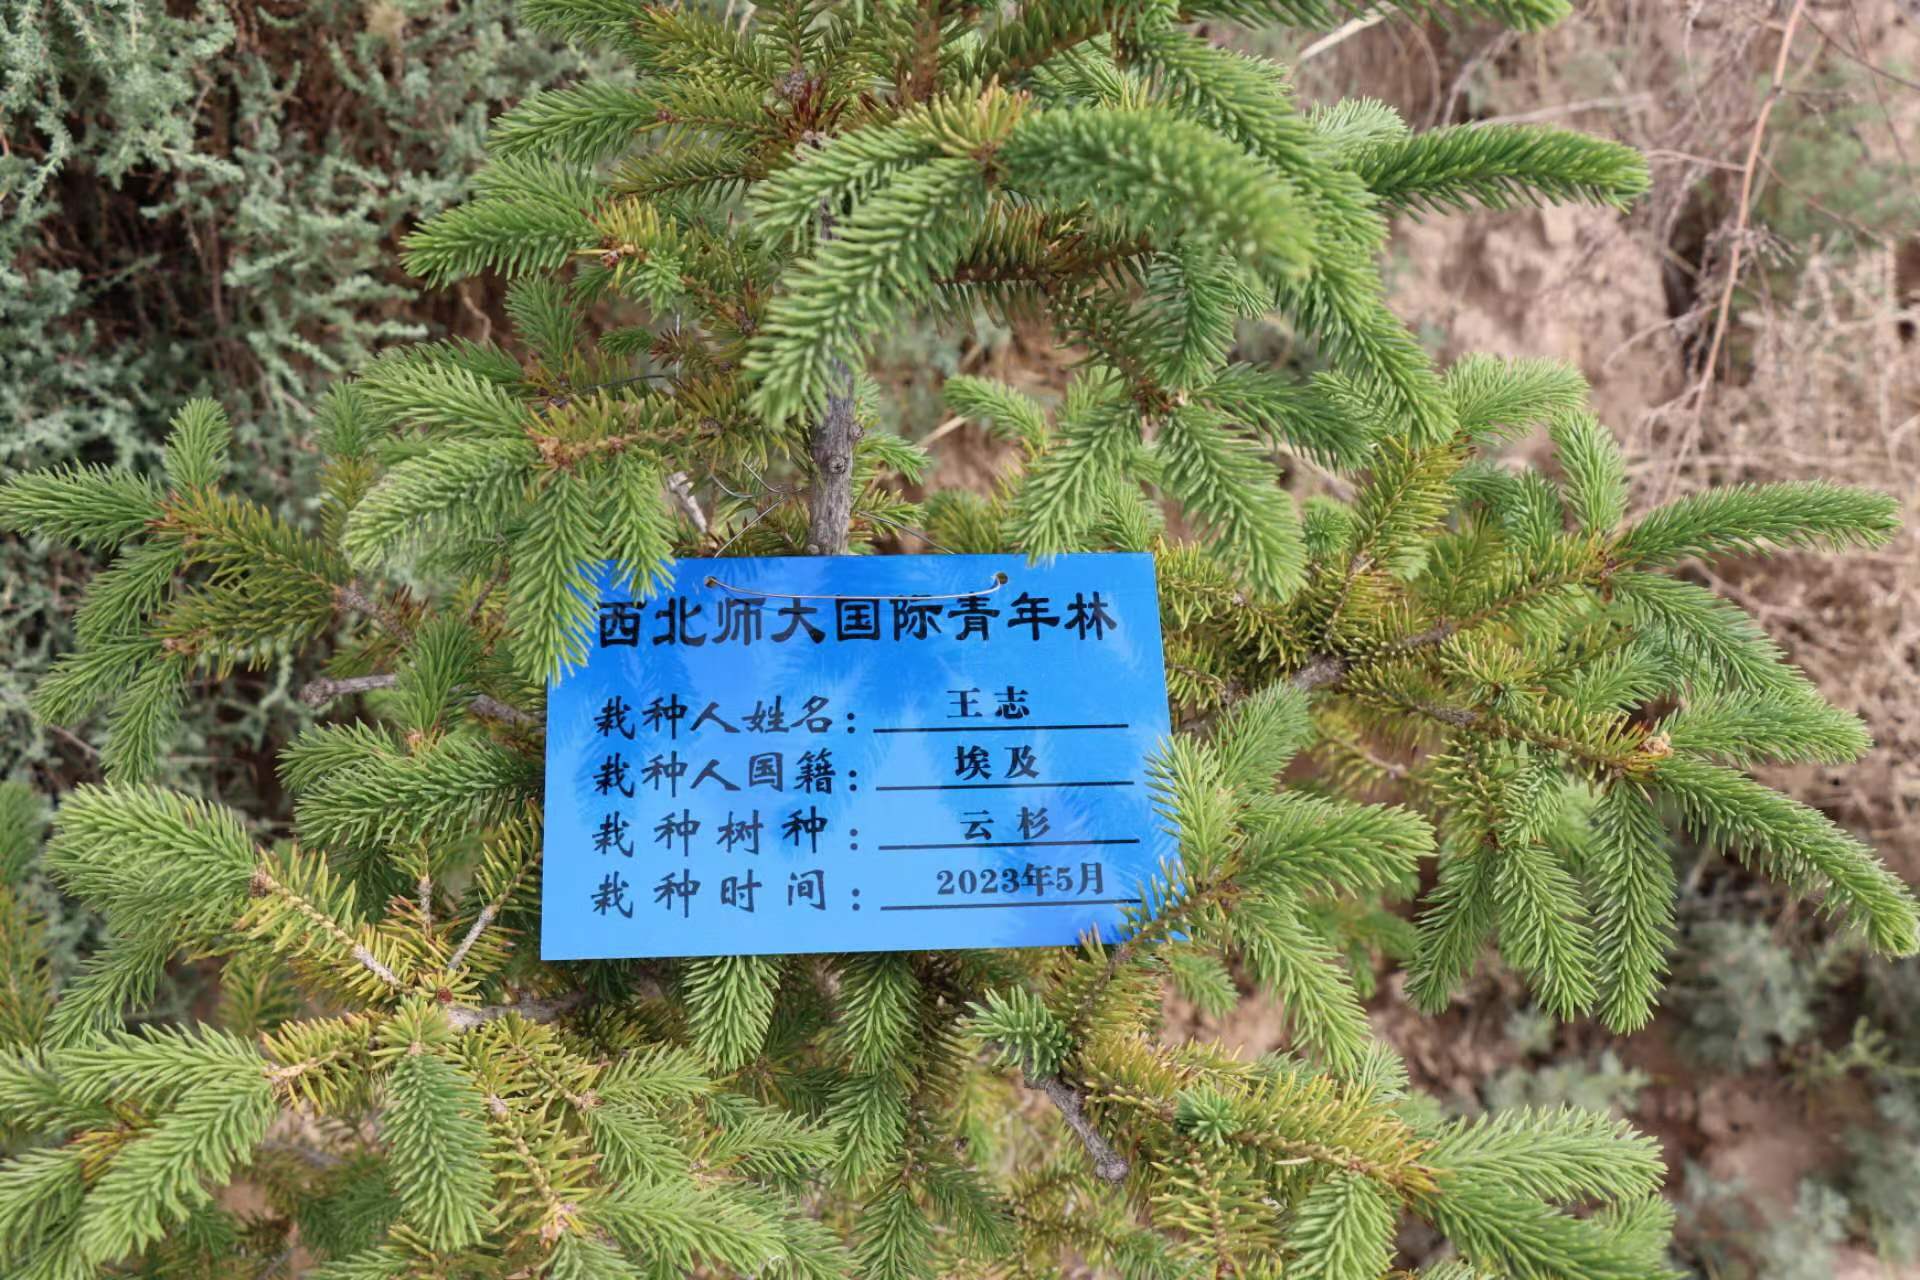 西北师大国际青年林
栽种人姓名：王志
栽种人国籍：埃及
栽种树种：云杉
栽种时间：2023年5月